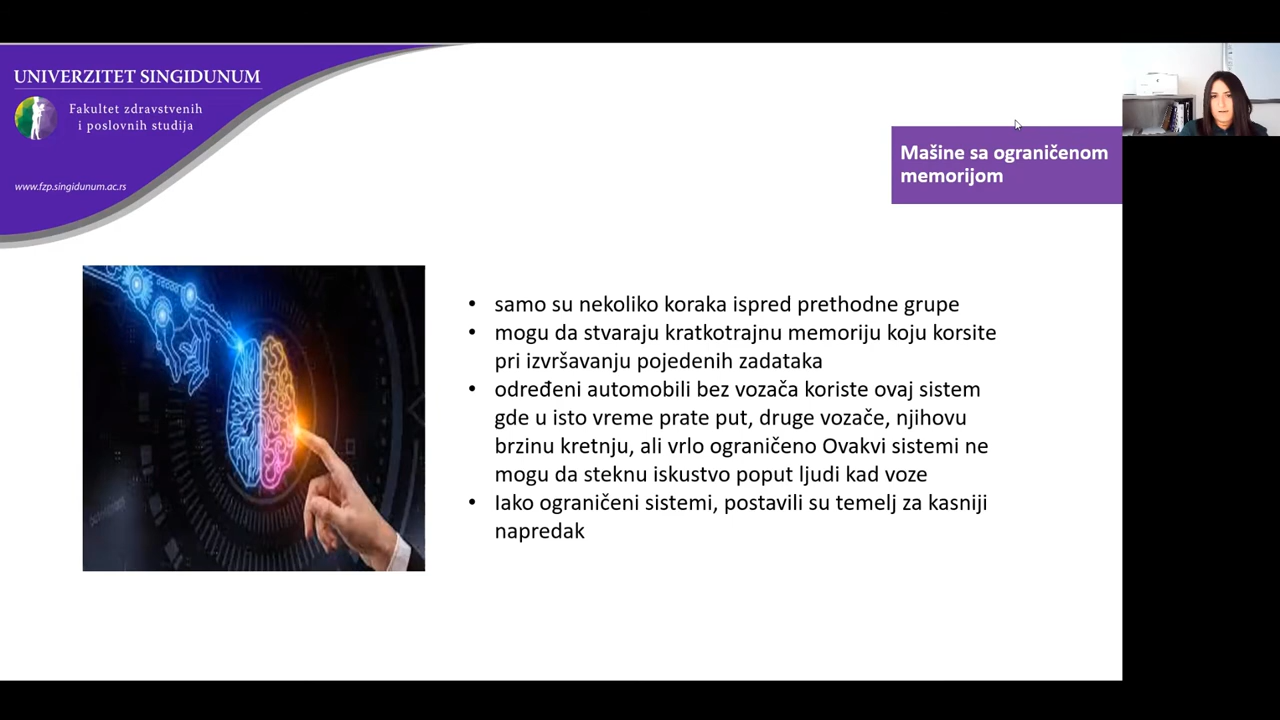 UNIVERZITET SINGIDUNUM
Fakultet zdravstvenih
i poslovnih studija
www.fzp.singidunum.ac.rs
Mašine sa ograničenom
memorijom
• samo su nekoliko koraka ispred prethodne grupe
• mogu da stvaraju kratkotrajnu memoriju koju korsite
pri izvršavanju pojedenih zadataka
• određeni automobili bez vozača koriste ovaj sistem
gde u isto vreme prate put, druge vozače, njihovu
brzinu kretnju, ali vrlo ograničeno Ovakvi sistemi ne
mogu da steknu iskustvo poput ljudi kad voze
• Iako ograničeni sistemi, postavili su temelj za kasniji
napredak